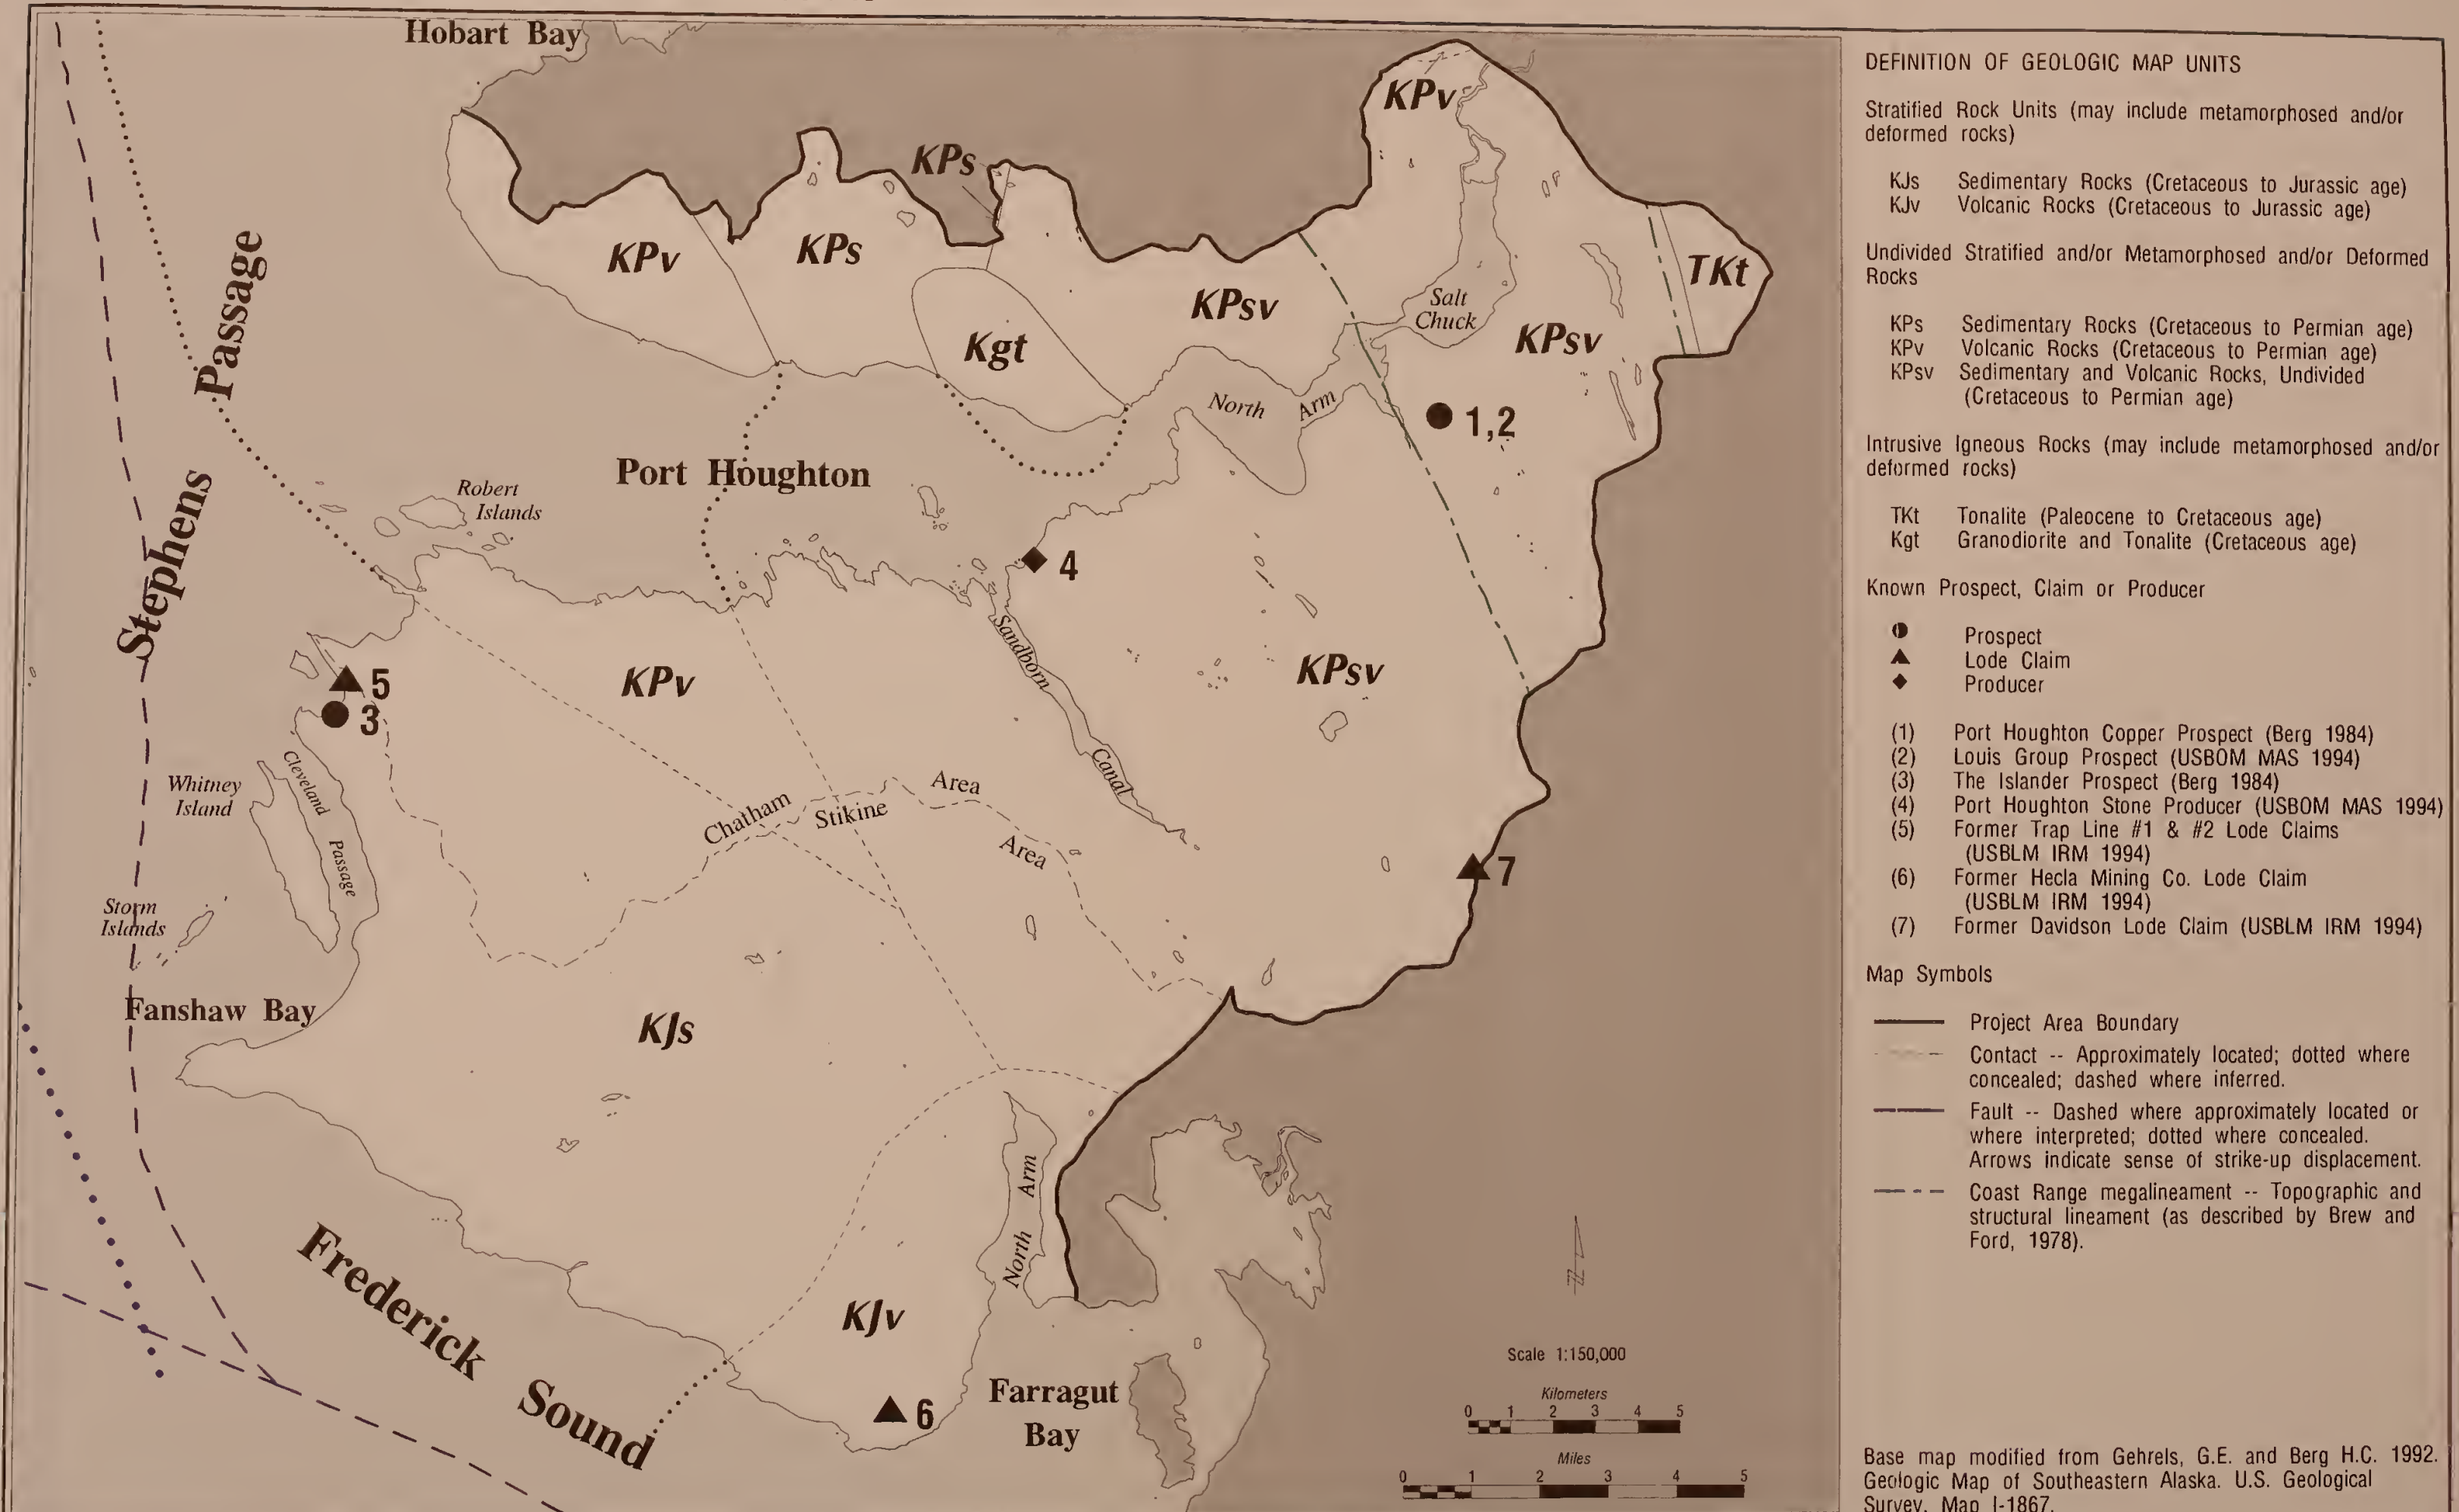 Hobart Bay
KPv
KPs
KPv
KPs
TKt
KPsv
Salt
Chuck
Kgt
KPsv
Passage
North Arm
1,2
Port Houghton
Robert
Islands
Stephens
4
Sandborn
Canal
KPv
KPsv
5
3
Whitney
Island
Cleveland
Passage
Chatham Area
Stikine Area
7
Storm
Islands
Fanshaw Bay
KJs
North Arm
Frederick Sound
KJv
6
Farragut
Bay
N
Scale 1:150,000
Kilometers
0 1 2 3 4 5
Miles
0 1 2 3 4 5
DEFINITION OF GEOLOGIC MAP UNITS
Stratified Rock Units (may include metamorphosed and/or
deformed rocks)
KJs Sedimentary Rocks (Cretaceous to Jurassic age)
KJv Volcanic Rocks (Cretaceous to Jurassic age)
Undivided Stratified and/or Metamorphosed and/or Deformed
Rocks
KPs Sedimentary Rocks (Cretaceous to Permian age)
KPv Volcanic Rocks (Cretaceous to Permian age)
KPsv Sedimentary and Volcanic Rocks, Undivided
(Cretaceous to Permian age)
Intrusive Igneous Rocks (may include metamorphosed and/or
deformed rocks)
TKt Tonalite (Paleocene to Cretaceous age)
Kgt Granodiorite and Tonalite (Cretaceous age)
Known Prospect, Claim or Producer
Prospect
Lode Claim
Producer
(1) Port Houghton Copper Prospect (Berg 1984)
(2) Louis Group Prospect (USBOM MAS 1994)
(3) The Islander Prospect (Berg 1984)
(4) Port Houghton Stone Producer (USBOM MAS 1994)
(5) Former Trap Line #1 & #2 Lode Claims
(USBLM IRM 1994)
(6) Former Hecla Mining Co. Lode Claim
(USBLM IRM 1994)
(7) Former Davidson Lode Claim (USBLM IRM 1994)
Map Symbols
Project Area Boundary
Contact -- Approximately located; dotted where
concealed; dashed where inferred.
Fault -- Dashed where approximately located or
where interpreted; dotted where concealed.
Arrows indicate sense of strike-up displacement.
Coast Range megalineament -- Topographic and
structural lineament (as described by Brew and
Ford, 1978).
Base map modified from Gehrels, G.E. and Berg H.C. 1992.
Geologic Map of Southeastern Alaska. U.S. Geological
Survey. Map I-1867.